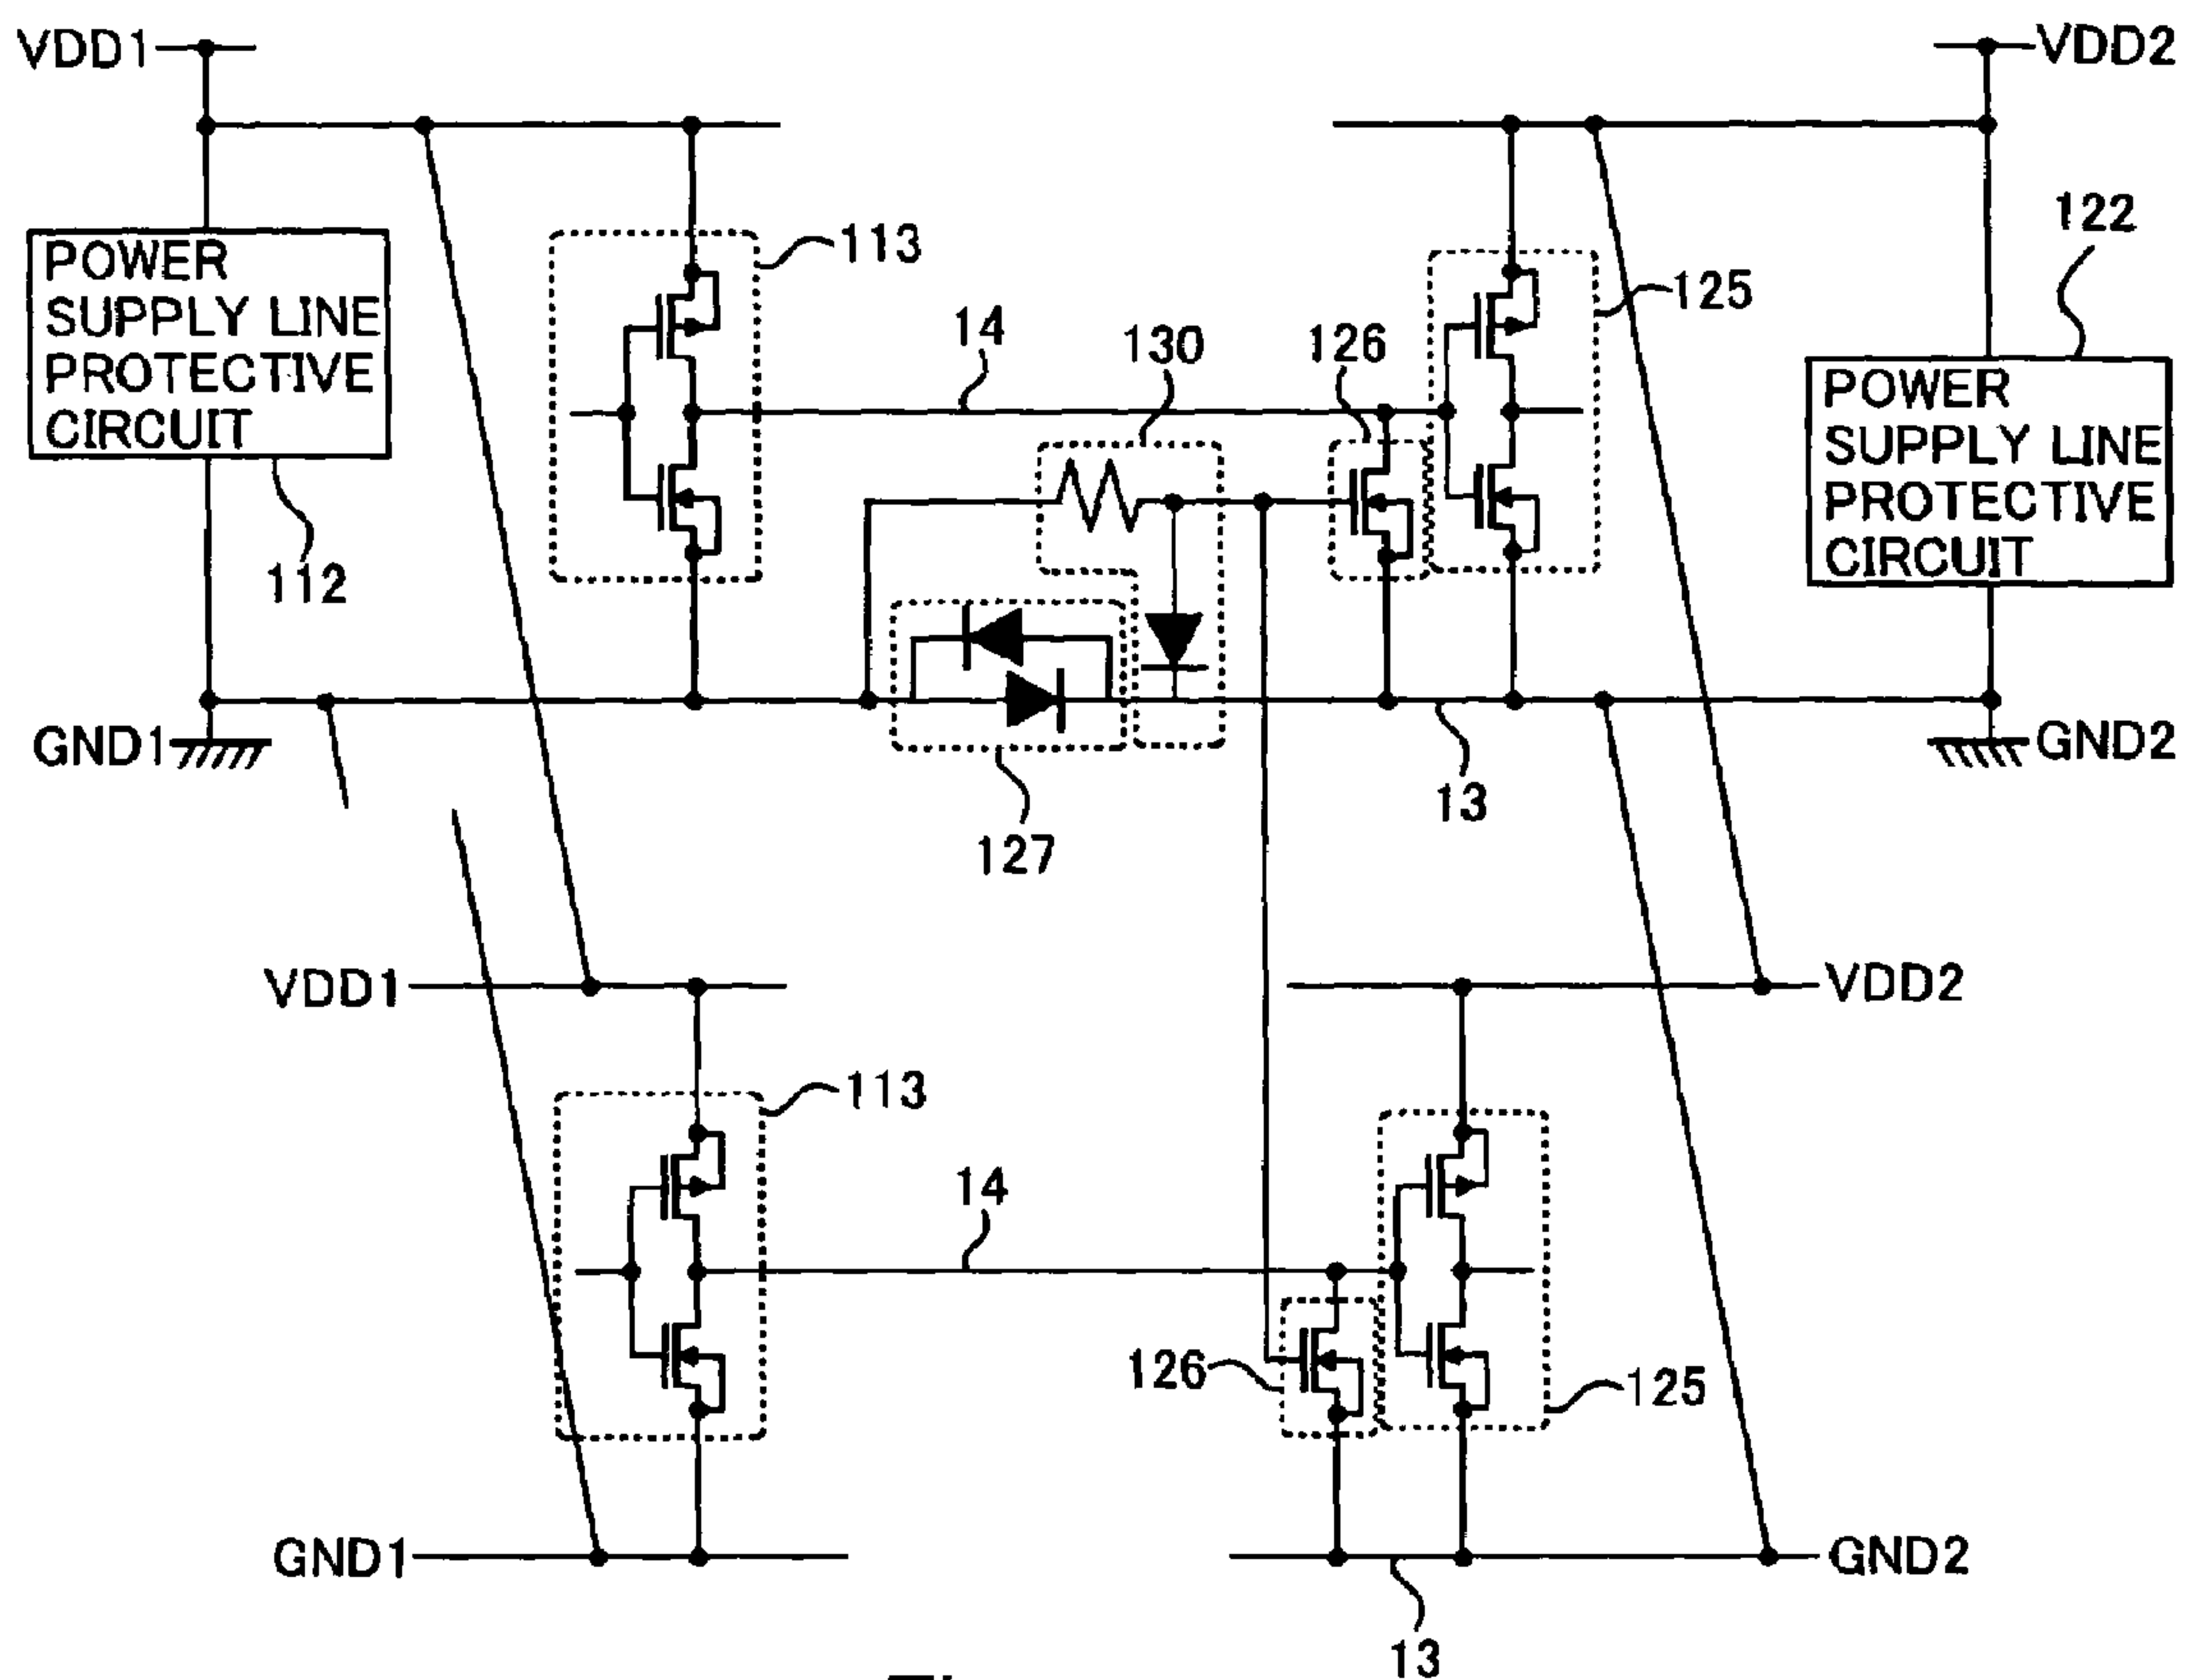 VDD1
VDD2
POWER
SUPPLY LINE
PROTECTIVE
CIRCUIT
112
113
14
130
126
125
122
POWER
SUPPLY LINE
PROTECTIVE
CIRCUIT
GND1
127
13
GND2
VDD1
VDD2
113
14
126
125
GND1
GND2
13